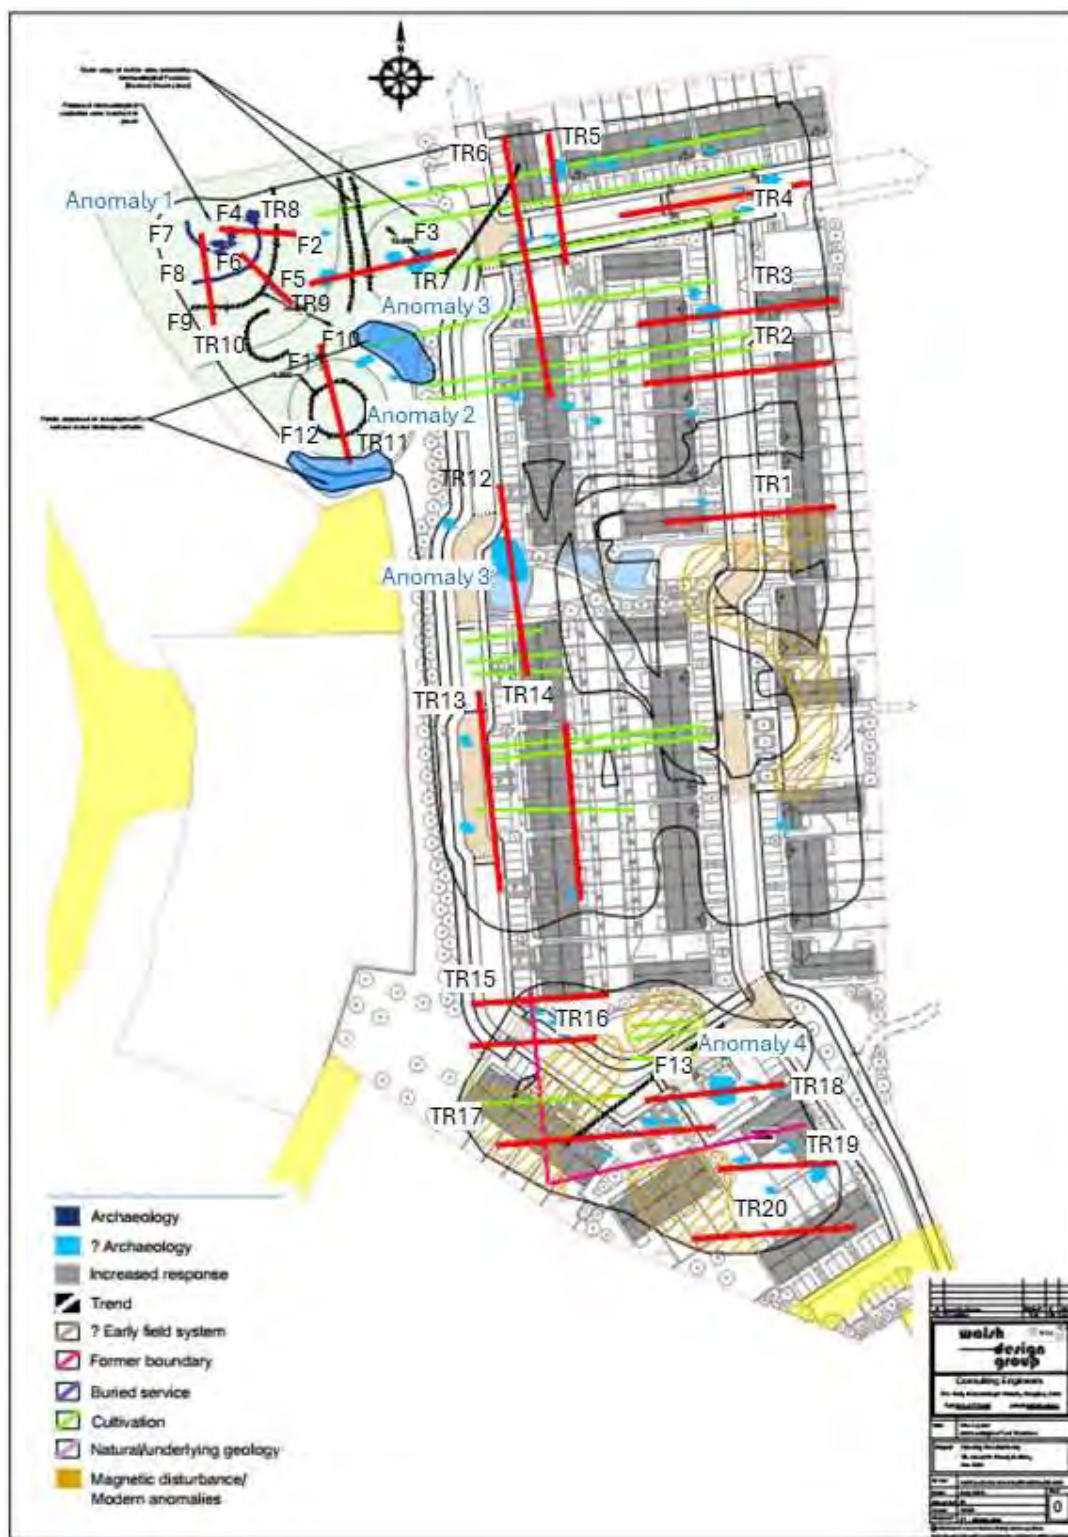 N
TR5
TR6
TR4
Anomaly 1
F4
TR8
F7
F3
F2
F6
TR7
F8
F5
TR3
TR9
Anomaly 3
F9
TR10
F10
TR2
F1
Anomaly 2
F12
TR11
TR12
TR1
Anomaly 3
TR13
TR14
TR15
TR16
Anomaly 4
F13
TR18
TR17
TR19
TR20
Archaeology
? Archaeology
Increased response
Trend
? Early field system
Former boundary
Buried service
Cultivation
Natural/underlying geology
Magnetic disturbance/
Modern anomalies
walsh
design
group
Consulting Engineers
0